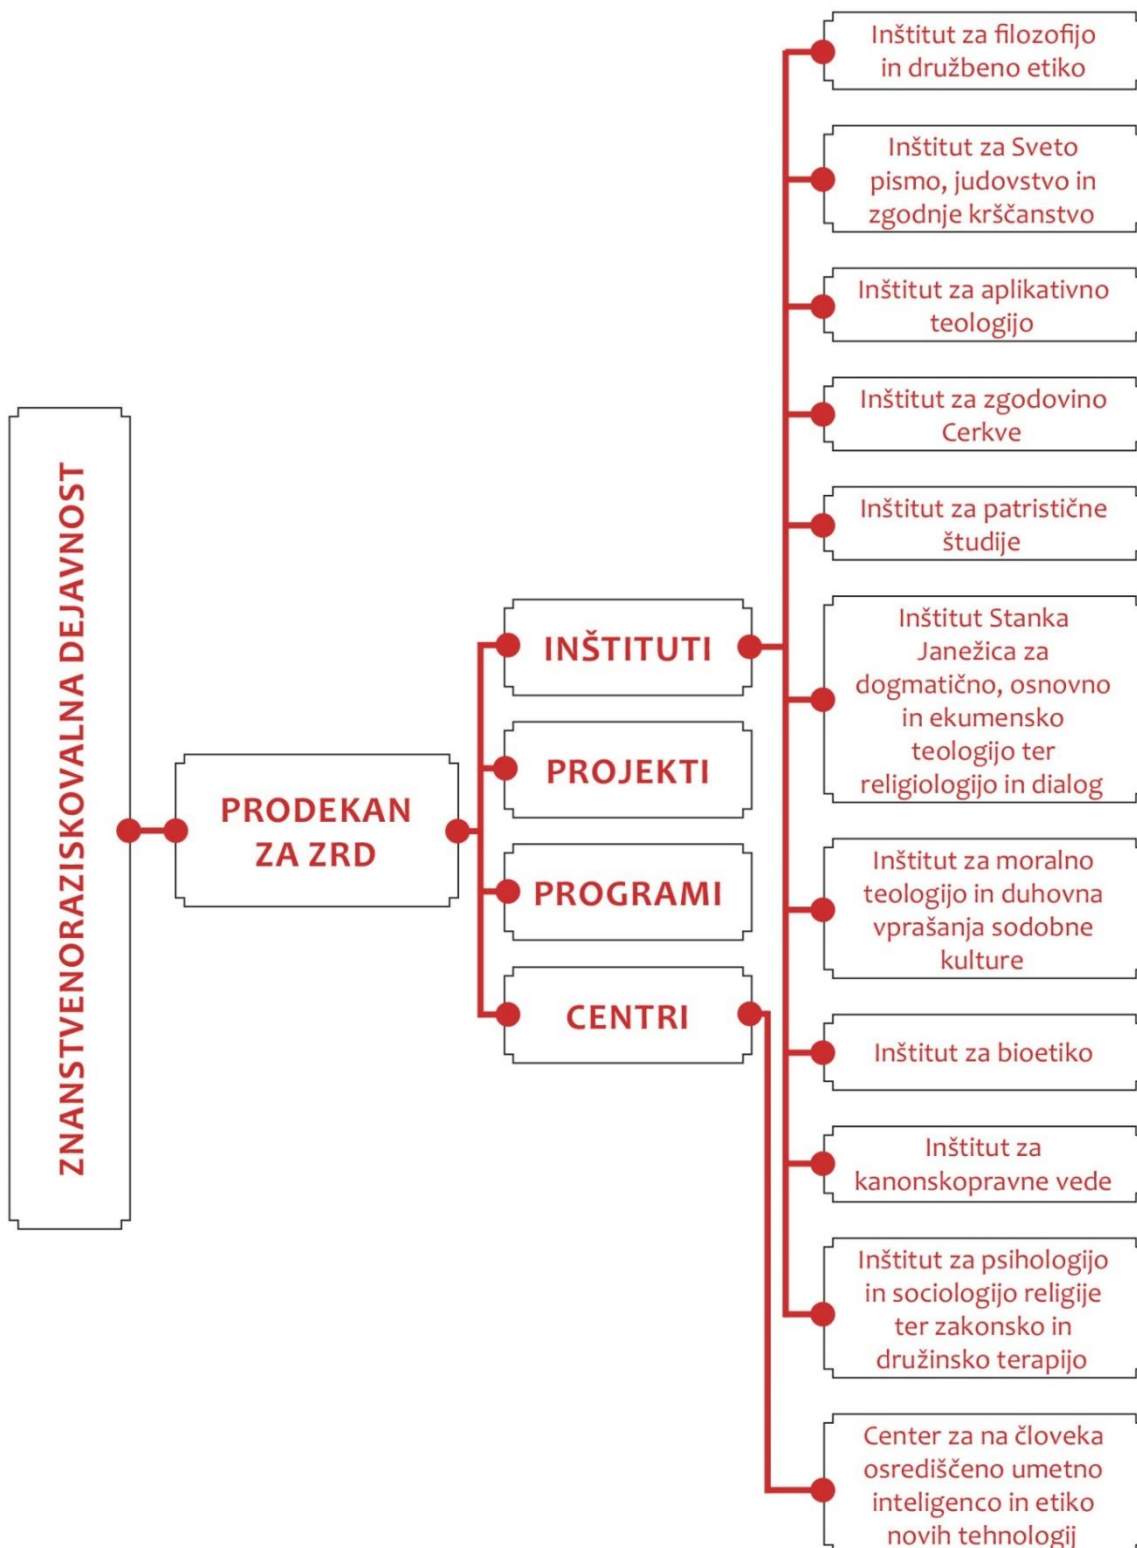 ZNANSTVENORAZISKOVALNA DEJAVNOST
PRODEKAN
ZA ZRD
INŠTITUTI
PROJEKTI
PROGRAMI
CENTRI
Inštitut za filozofijo
in družbeno etiko
Inštitut za Sveto
pismo, judovstvo in
zgodnje krščanstvo
Inštitut za aplikativno
teologijo
Inštitut za zgodovino
Cerkve
Inštitut za patristične
študije
Inštitut Stanka
Janežica za
dogmatično, osnovno
in ekumensko
teologijo ter
religiologijo in dialog
Inštitut za moralno
teologijo in duhovna
vprašanja sodobne
kulture
Inštitut za bioetiko
Inštitut za
kanonskopravne vede
Inštitut za psihologijo
in sociologijo religije
ter zakonsko in
družinsko terapijo
Center za na človeka
osrediščeno umetno
inteligenco in etiko
novih tehnologij